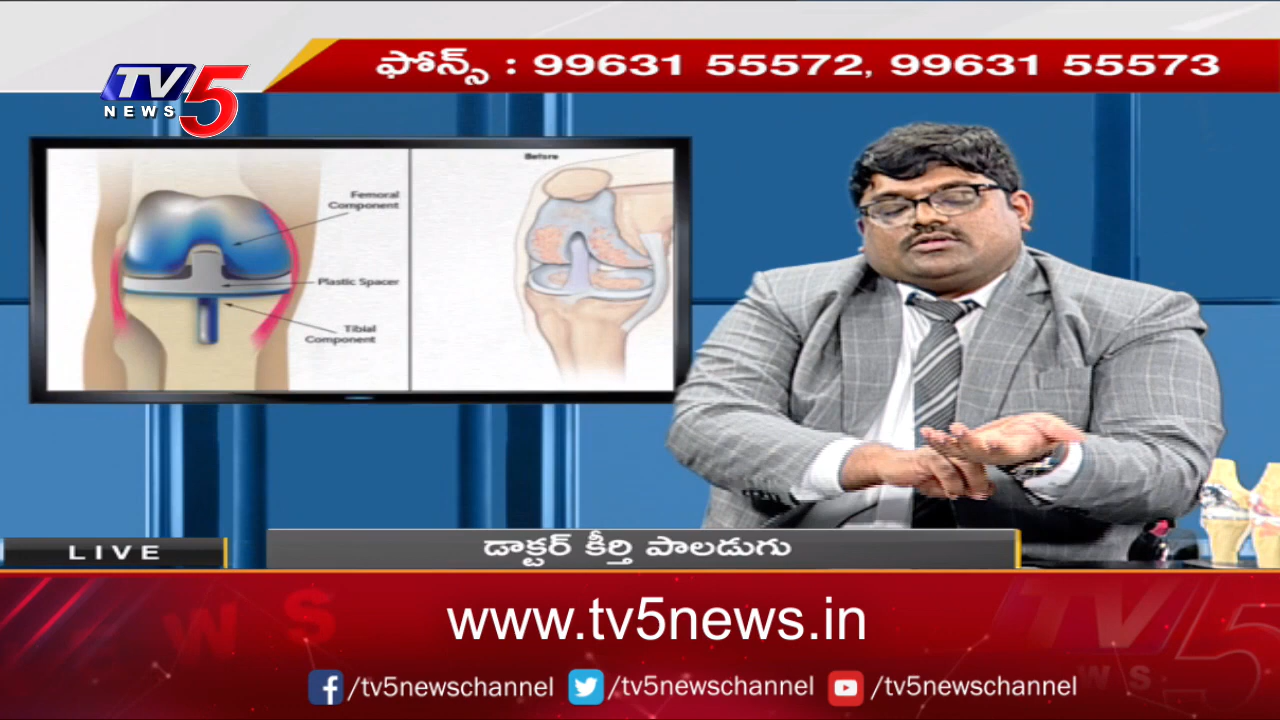 ఫోన్స్ : 99631 55572, 99631 55573
TV5
NEWS
Femoral
Component
Plastic Spacer
Tibial
Component
Before
LIVE
డాక్టర్ కీర్తి పాలడుగు
www.tv5news.in
/tv5newschannel /tv5newschannel /tv5newschannel